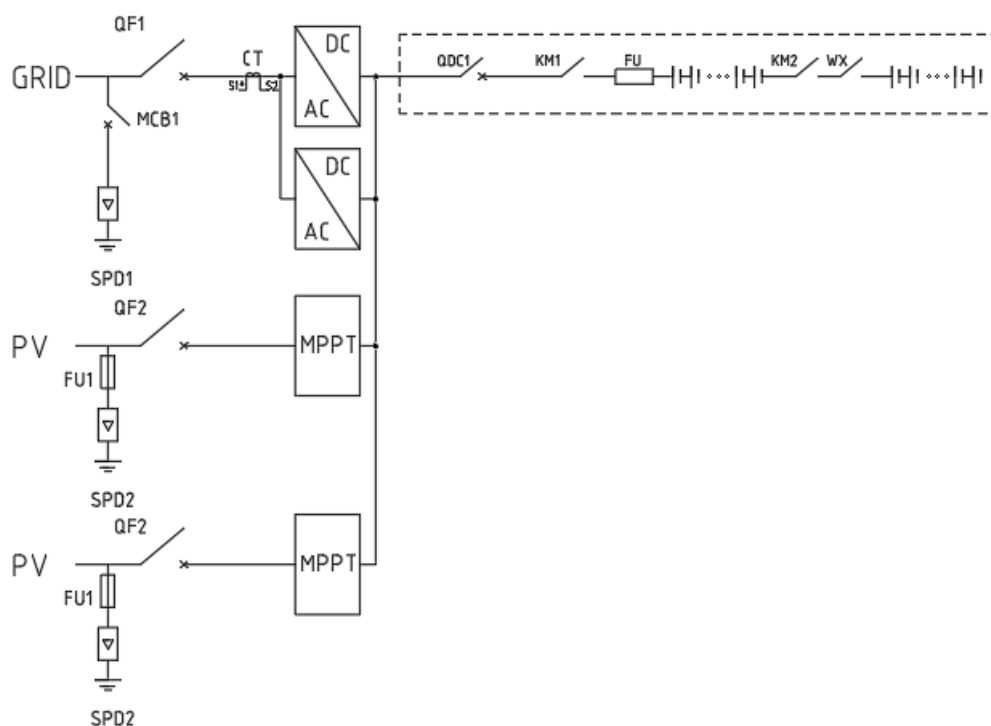 QF1
GRID
MCB1
SPD1
CT
S1*
S2
DC
AC
DC
AC
QDC1
KM1
FU
KM2
WX
QF2
PV
FU1
MPPT
SPD2
QF2
PV
FU1
MPPT
SPD2